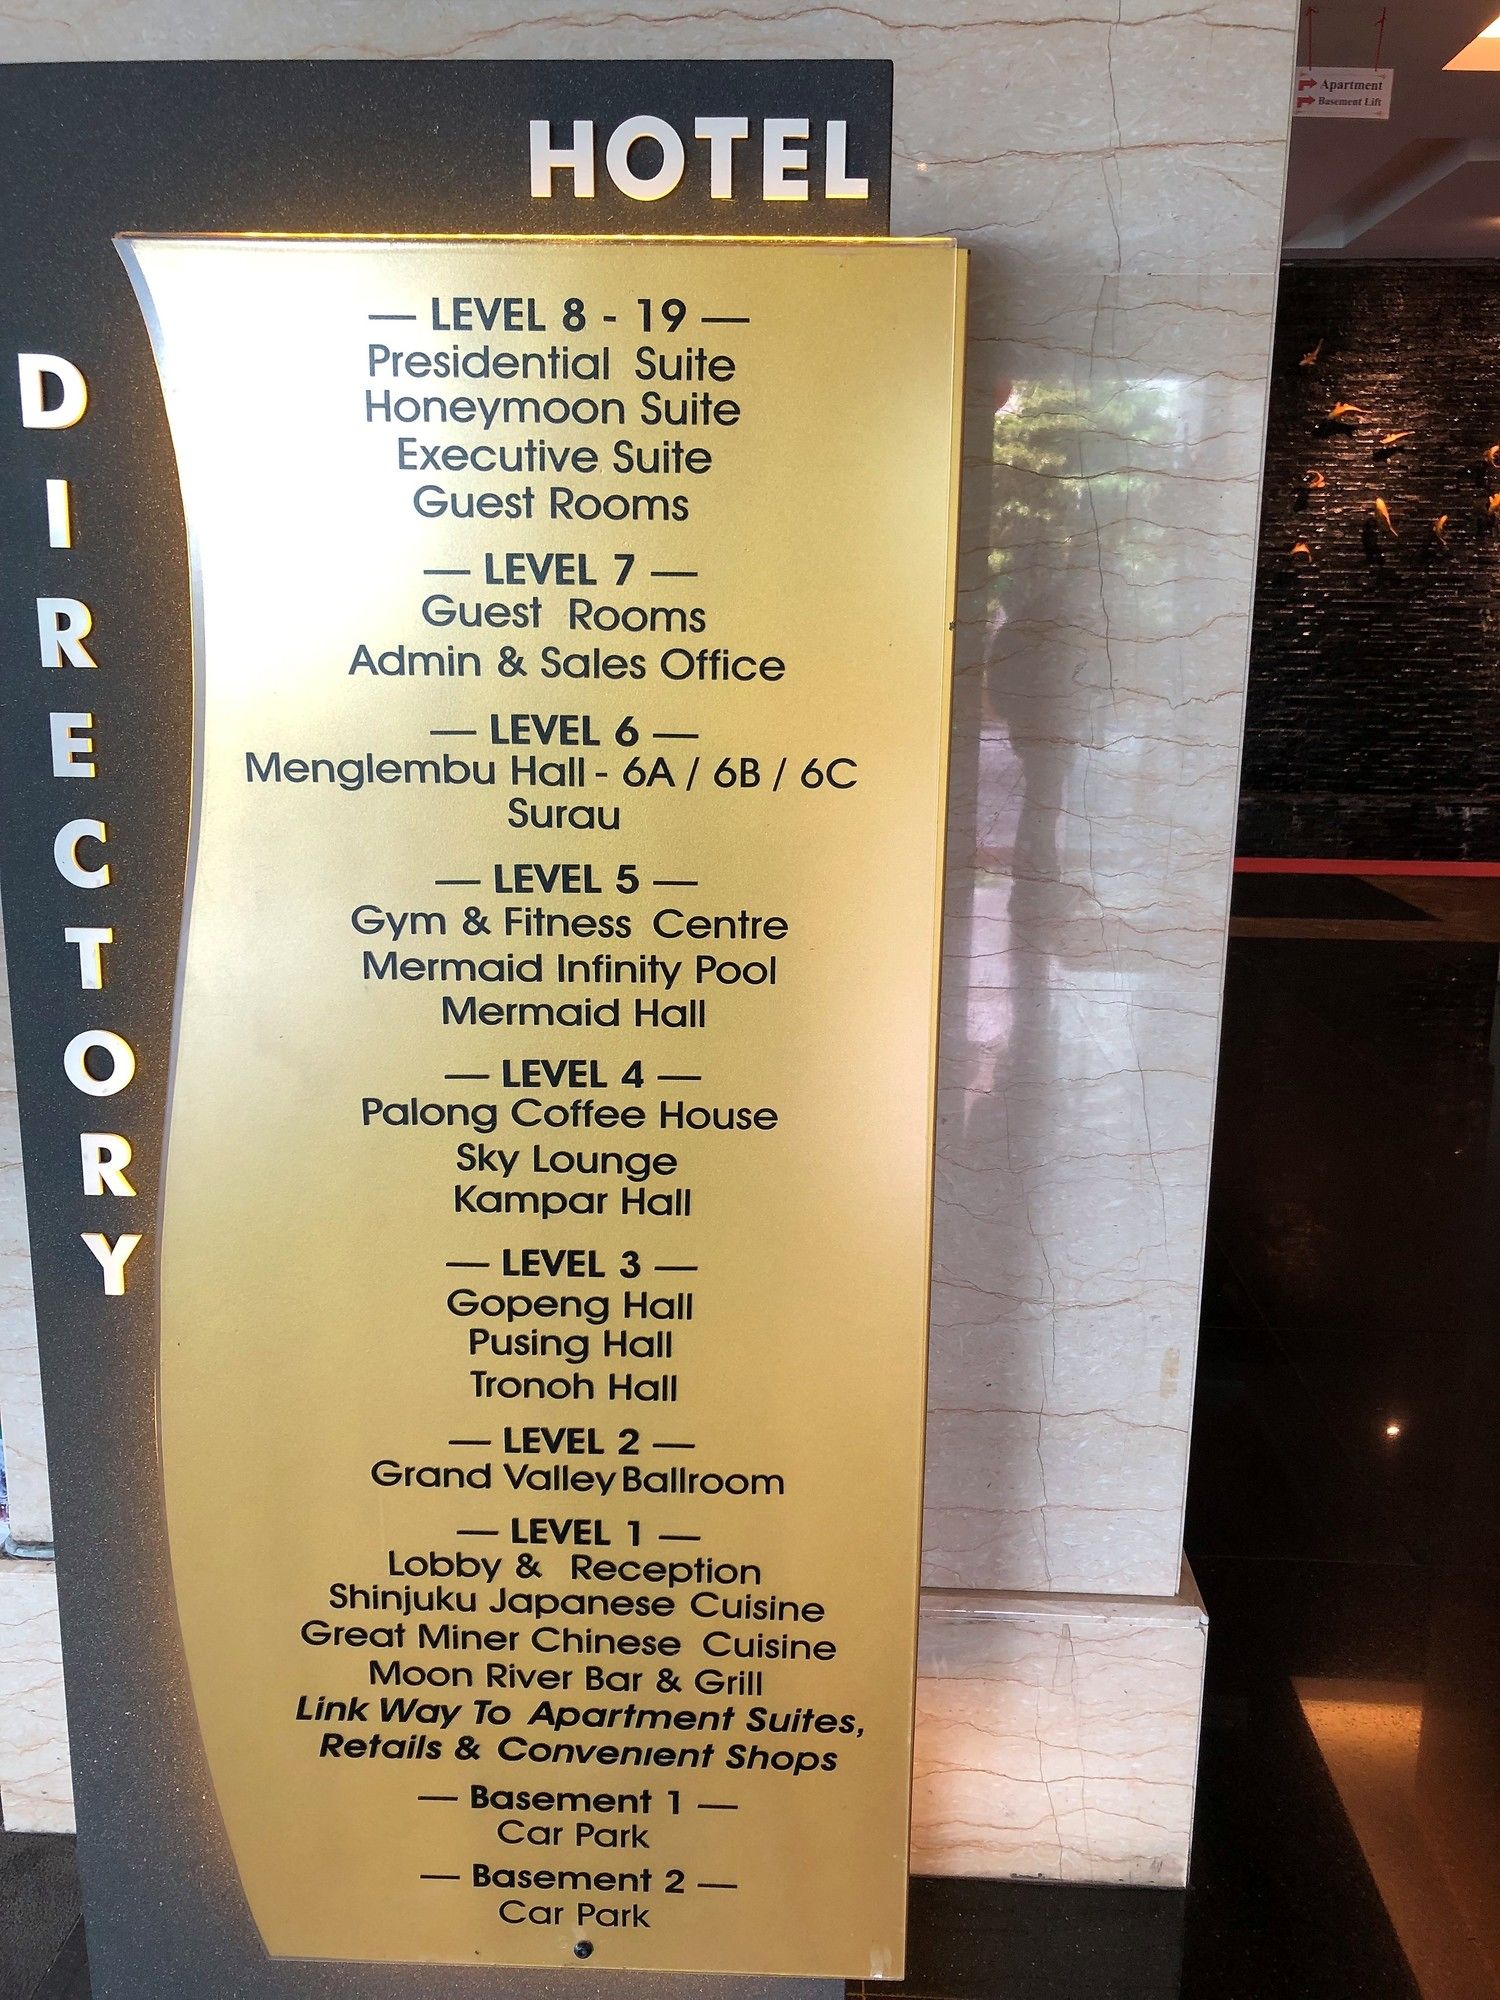 HOTEL
DIRECTORY
— LEVEL 8 - 19 —
Presidential Suite
Honeymoon Suite
Executive Suite
Guest Rooms
— LEVEL 7 —
Guest Rooms
Admin & Sales Office
— LEVEL 6 —
Menglembu Hall - 6A / 6B / 6C
Surau
— LEVEL 5 —
Gym & Fitness Centre
Mermaid Infinity Pool
Mermaid Hall
— LEVEL 4 —
Palong Coffee House
Sky Lounge
Kampar Hall
— LEVEL 3 —
Gopeng Hall
Pusing Hall
Tronoh Hall
— LEVEL 2 —
Grand Valley Ballroom
— LEVEL 1 —
Lobby & Reception
Shinjuku Japanese Cuisine
Great Miner Chinese Cuisine
Moon River Bar & Grill
Link Way To Apartment Suites,
Retails & Convenient Shops
— Basement 1 —
Car Park
— Basement 2 —
Car Park
Apartment
Basement Lift